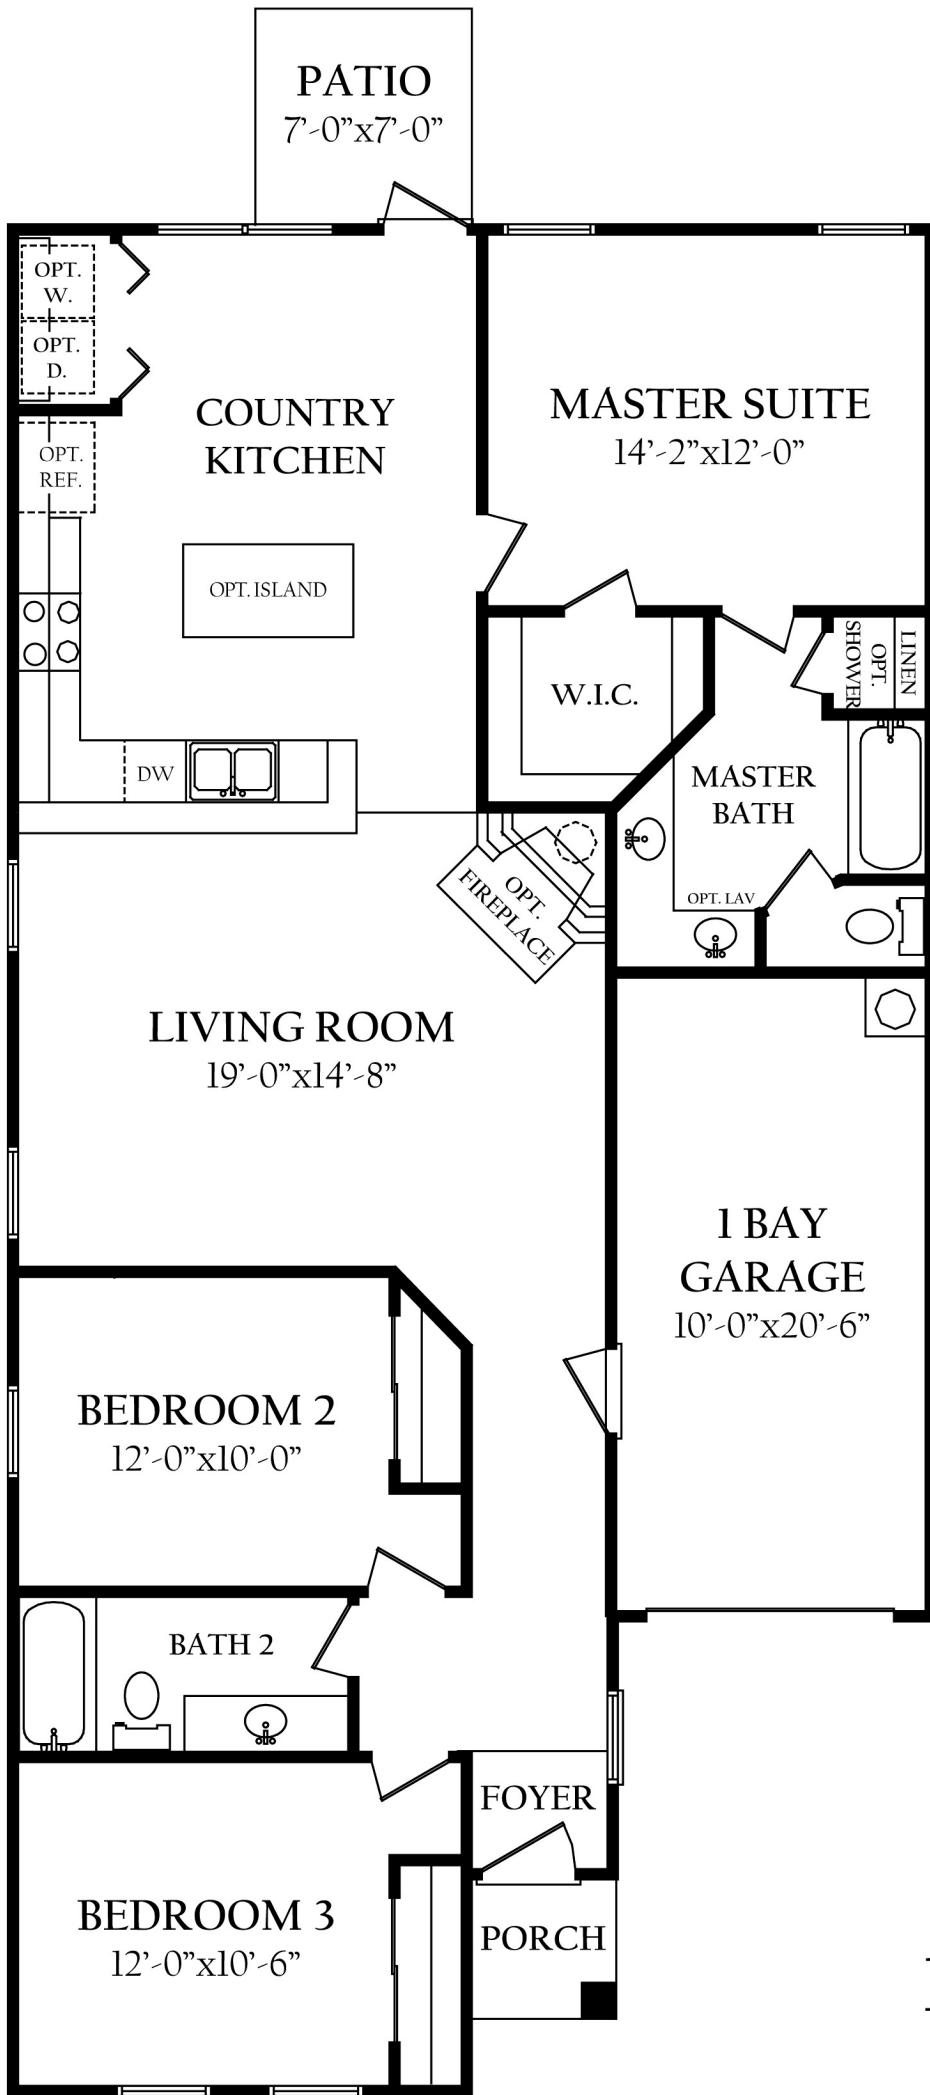 PATIO
7'-0"x7'-0"
OPT.
W.
OPT.
D.
COUNTRY
KITCHEN
MASTER SUITE
14'-2"x12'-0"
OPT.
REF.
OPT. ISLAND
W.I.C.
LINEN
OPT.
SHOWER
DW
MASTER
BATH
OPT.
FIREPLACE
OPT. LAV
LIVING ROOM
19'-0"x14'-8"
1 BAY
GARAGE
10'-0"x20'-6"
BEDROOM 2
12'-0"x10'-0"
BATH 2
FOYER
BEDROOM 3
12'-0"x10'-6"
PORCH